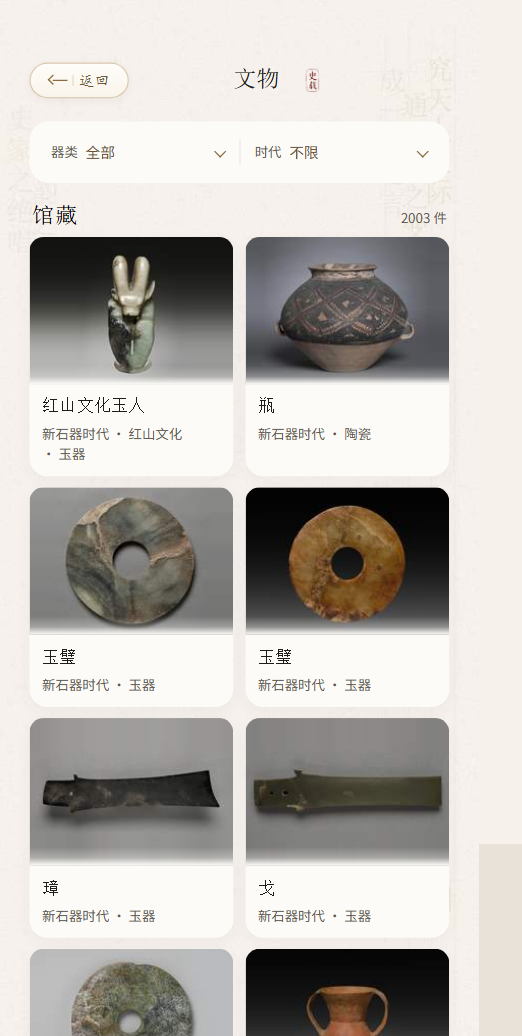 返回
文物
史载
器类 全部
时代 不限
馆藏
2003 件
红山文化玉人
新石器时代 · 红山文化
· 玉器
瓶
新石器时代 · 陶瓷
玉璧
新石器时代 · 玉器
玉璧
新石器时代 · 玉器
璋
新石器时代 · 玉器
戈
新石器时代 · 玉器